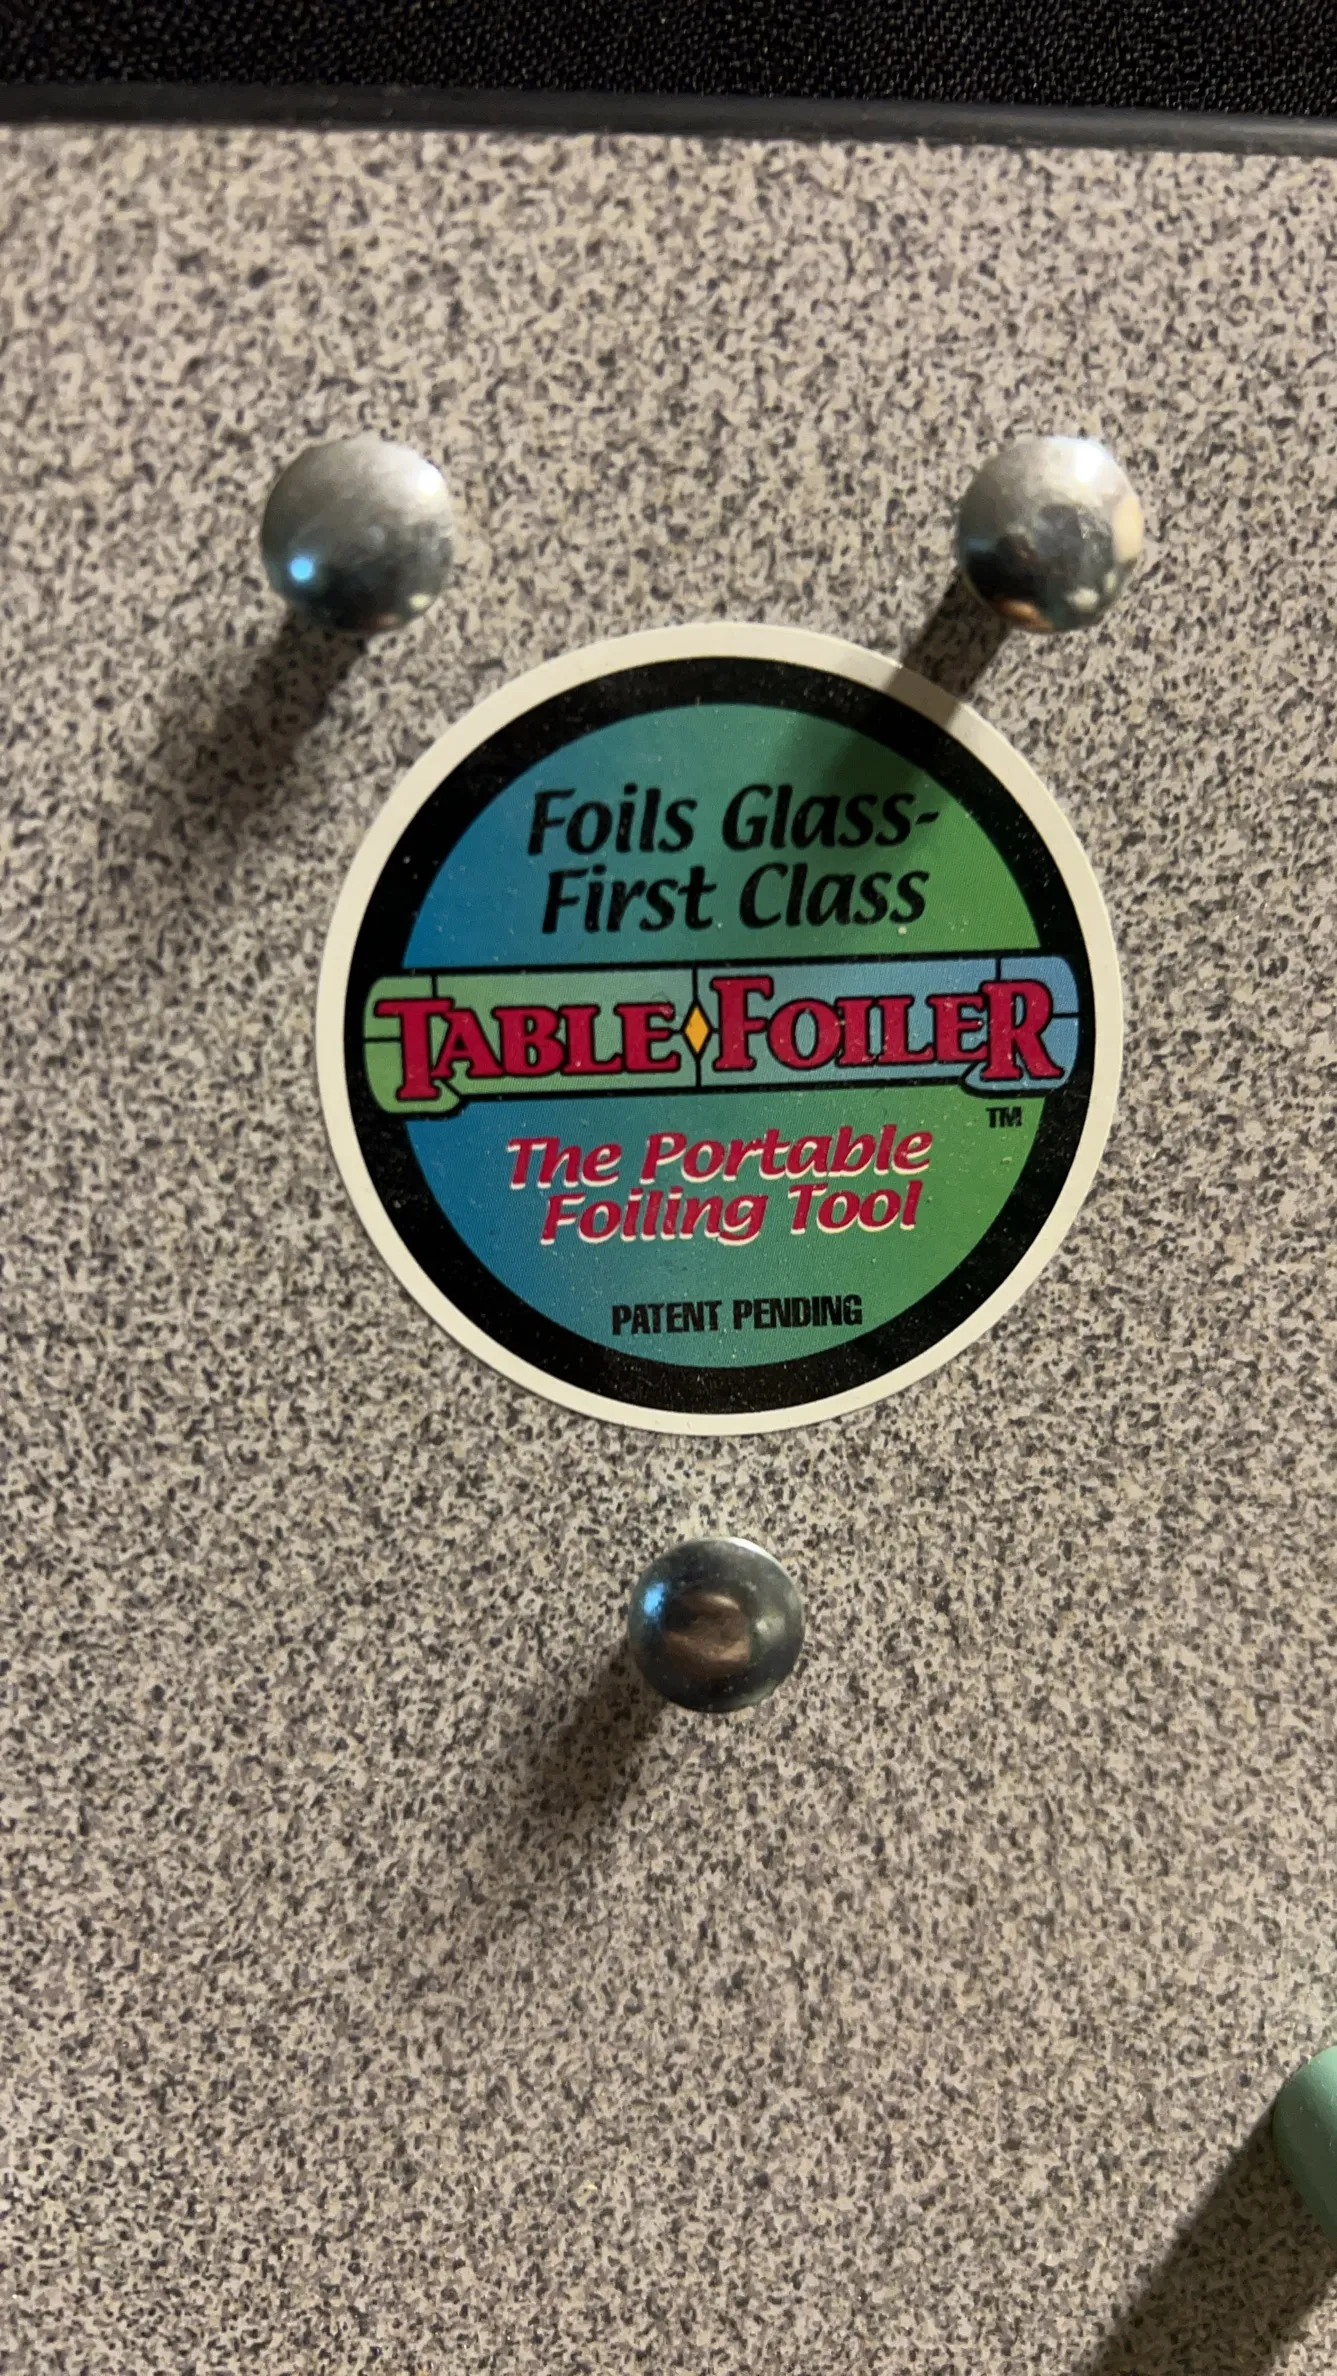 Foils Glass-
First Class
TABLE FOILER
TM
The Portable
Foiling Tool
PATENT PENDING